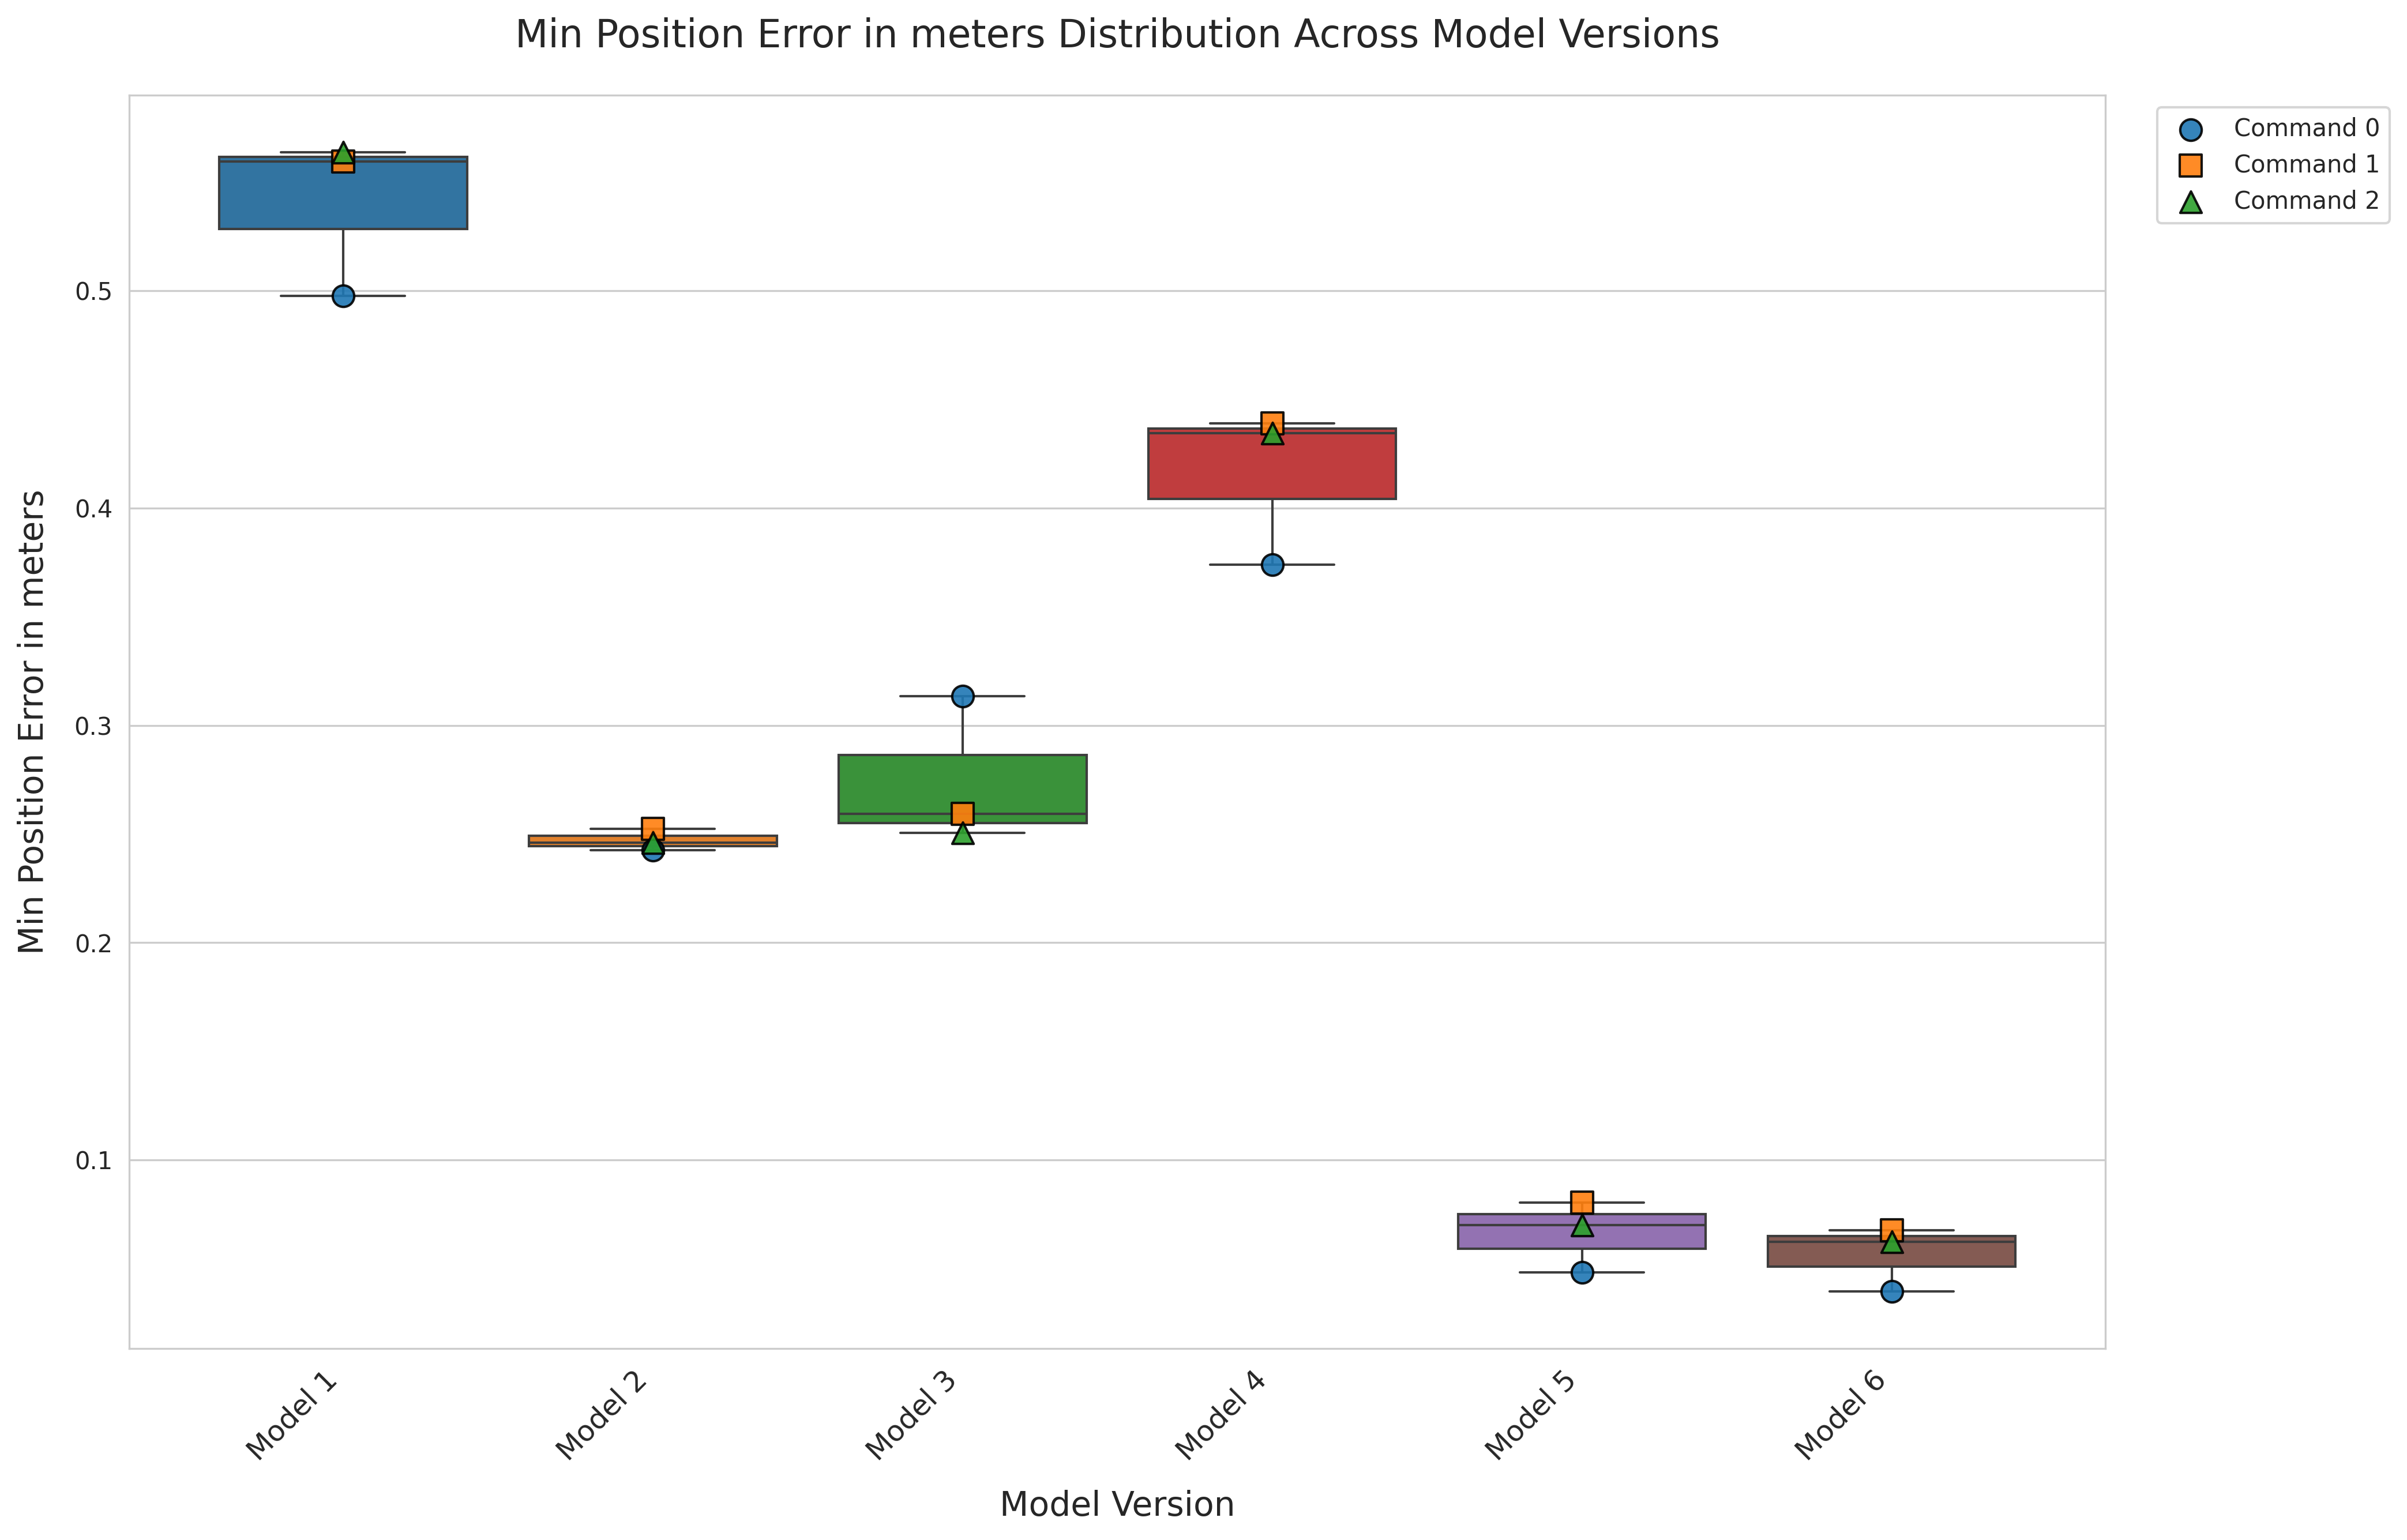 Min Position Error in meters Distribution Across Model Versions
Command 0
Command 1
Command 2
Min Position Error in meters
0.5
0.4
0.3
0.2
0.1
Model 1
Model 2
Model 3
Model 4
Model 5
Model 6
Model Version